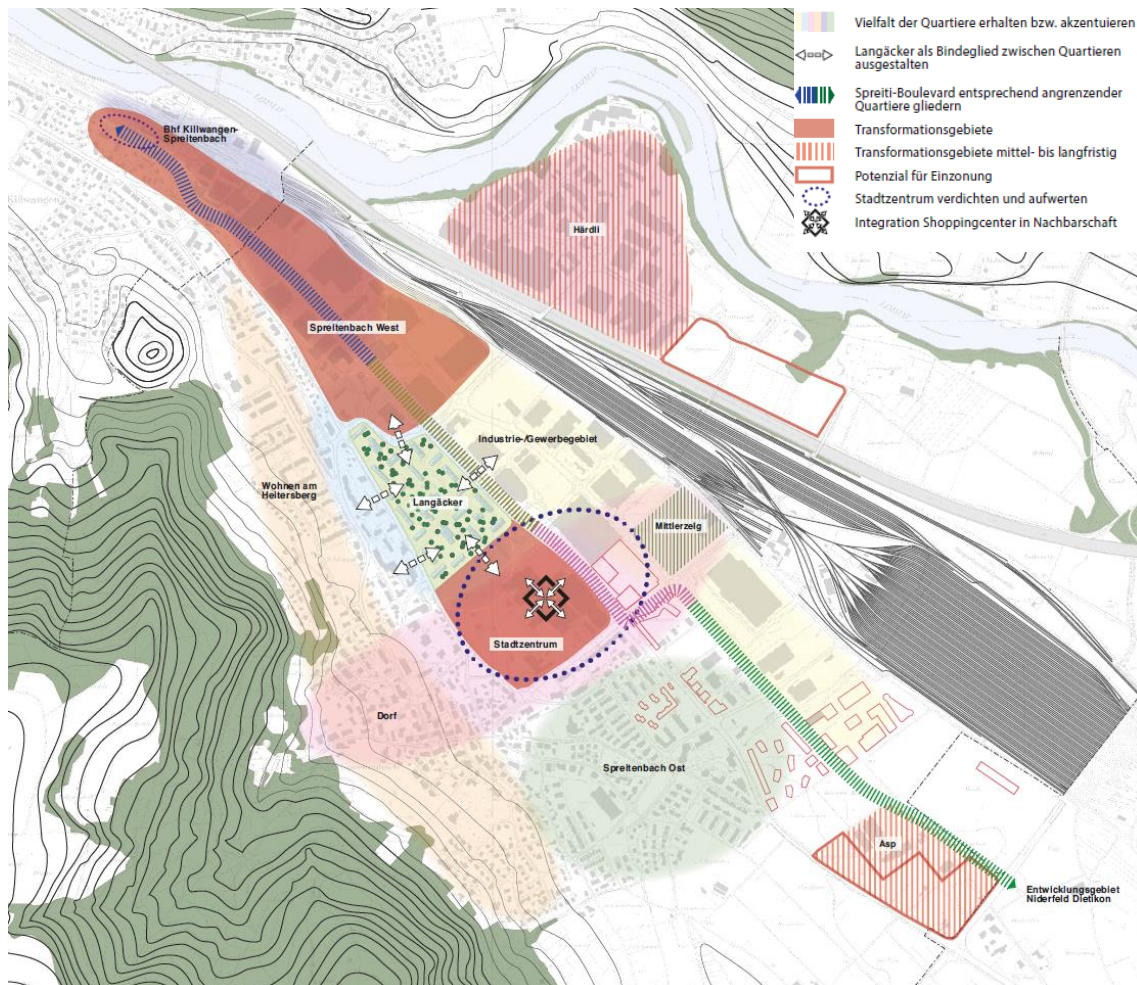 Vielfalt der Quartiere erhalten bzw. akzentuieren
Langäcker als Bindeglied zwischen Quartieren
ausgestalten
Spreiti-Boulevard entsprechend angrenzender
Quartiere gliedern
Transformationsgebiete
Transformationsgebiete mittel- bis langfristig
Potenzial für Einzonung
Stadtzentrum verdichten und aufwerten
Integration Shoppingcenter in Nachbarschaft
Bhf Killwangen-
Spreitenbach
Killwangen
Härdli
Spreitenbach West
Industrie-/Gewerbegebiet
Wohnen am
Heitersberg
Langäcker
Mittlerzelg
Stadtzentrum
Dorf
Spreitenbach Ost
Asp
Entwicklungsgebiet
Niderfeld Dietikon